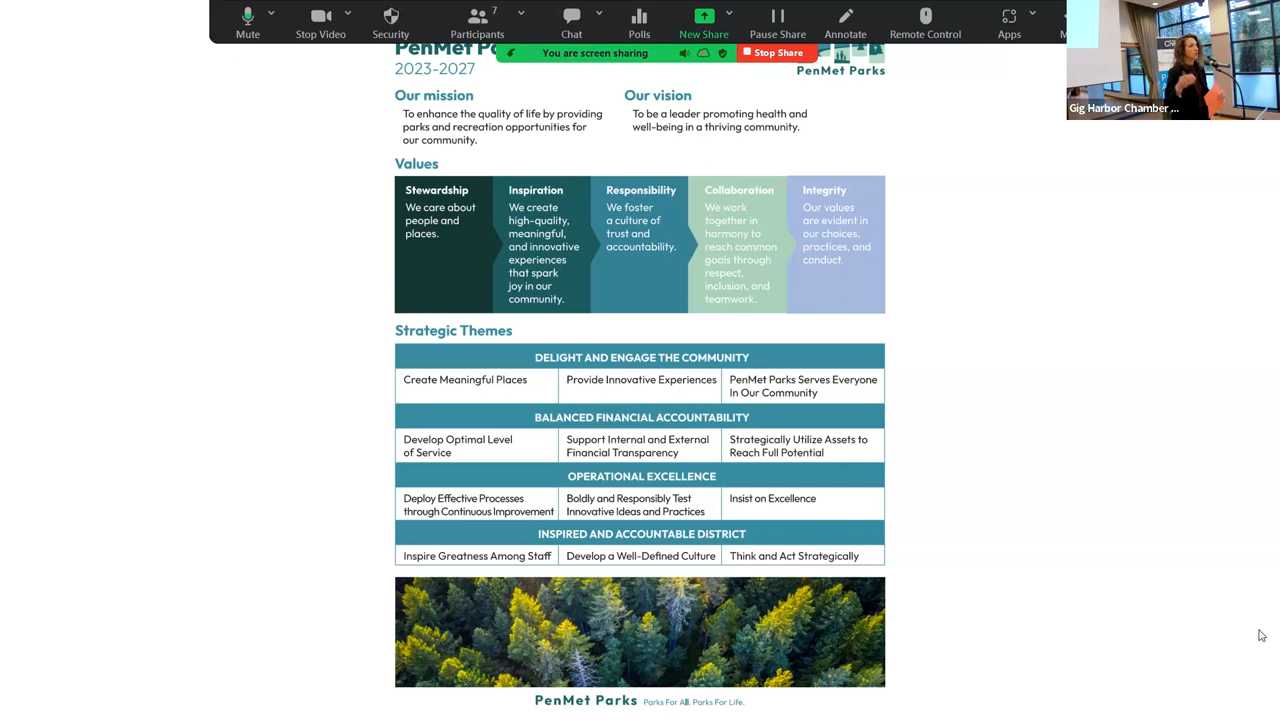 7
Mute
Stop Video
Security
Participants
Chat
Polls
New Share
Pause Share
Annotate
Remote Control
Apps
You are screen sharing
Stop Share
Gig Harbor Chamber ...
PenMet
2023-2027
PenMet Parks
Our mission
To enhance the quality of life by providing
parks and recreation opportunities for
our community.
Our vision
To be a leader promoting health and
well-being in a thriving community.
Values
Stewardship
We care about
people and
places.
Inspiration
We create
high-quality,
meaningful,
and innovative
experiences
that spark
joy in our
community.
Responsibility
We foster
a culture of
trust and
accountability.
Collaboration
We work
together in
harmony to
reach common
goals through
respect,
inclusion, and
teamwork.
Integrity
Our values
are evident in
our choices,
practices, and
conduct.
Strategic Themes
DELIGHT AND ENGAGE THE COMMUNITY
Create Meaningful Places
Provide Innovative Experiences
PenMet Parks Serves Everyone
In Our Community
BALANCED FINANCIAL ACCOUNTABILITY
Develop Optimal Level
of Service
Support Internal and External
Financial Transparency
Strategically Utilize Assets to
Reach Full Potential
OPERATIONAL EXCELLENCE
Deploy Effective Processes
through Continuous Improvement
Boldly and Responsibly Test
Innovative Ideas and Practices
Insist on Excellence
INSPIRED AND ACCOUNTABLE DISTRICT
Inspire Greatness Among Staff
Develop a Well-Defined Culture
Think and Act Strategically
PenMet Parks Parks For All. Parks For Life.